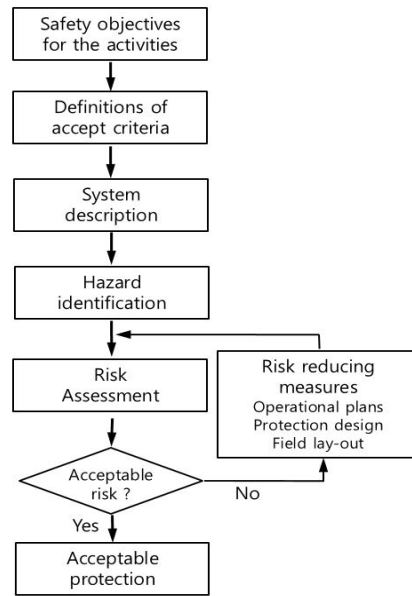 Safety objectives
for the activities
Definitions of
accept criteria
System
description
Hazard
identification
Risk
Assessment
Risk reducing
measures
Operational plans
Protection design
Field lay-out
Acceptable
risk ?
No
Yes
Acceptable
protection